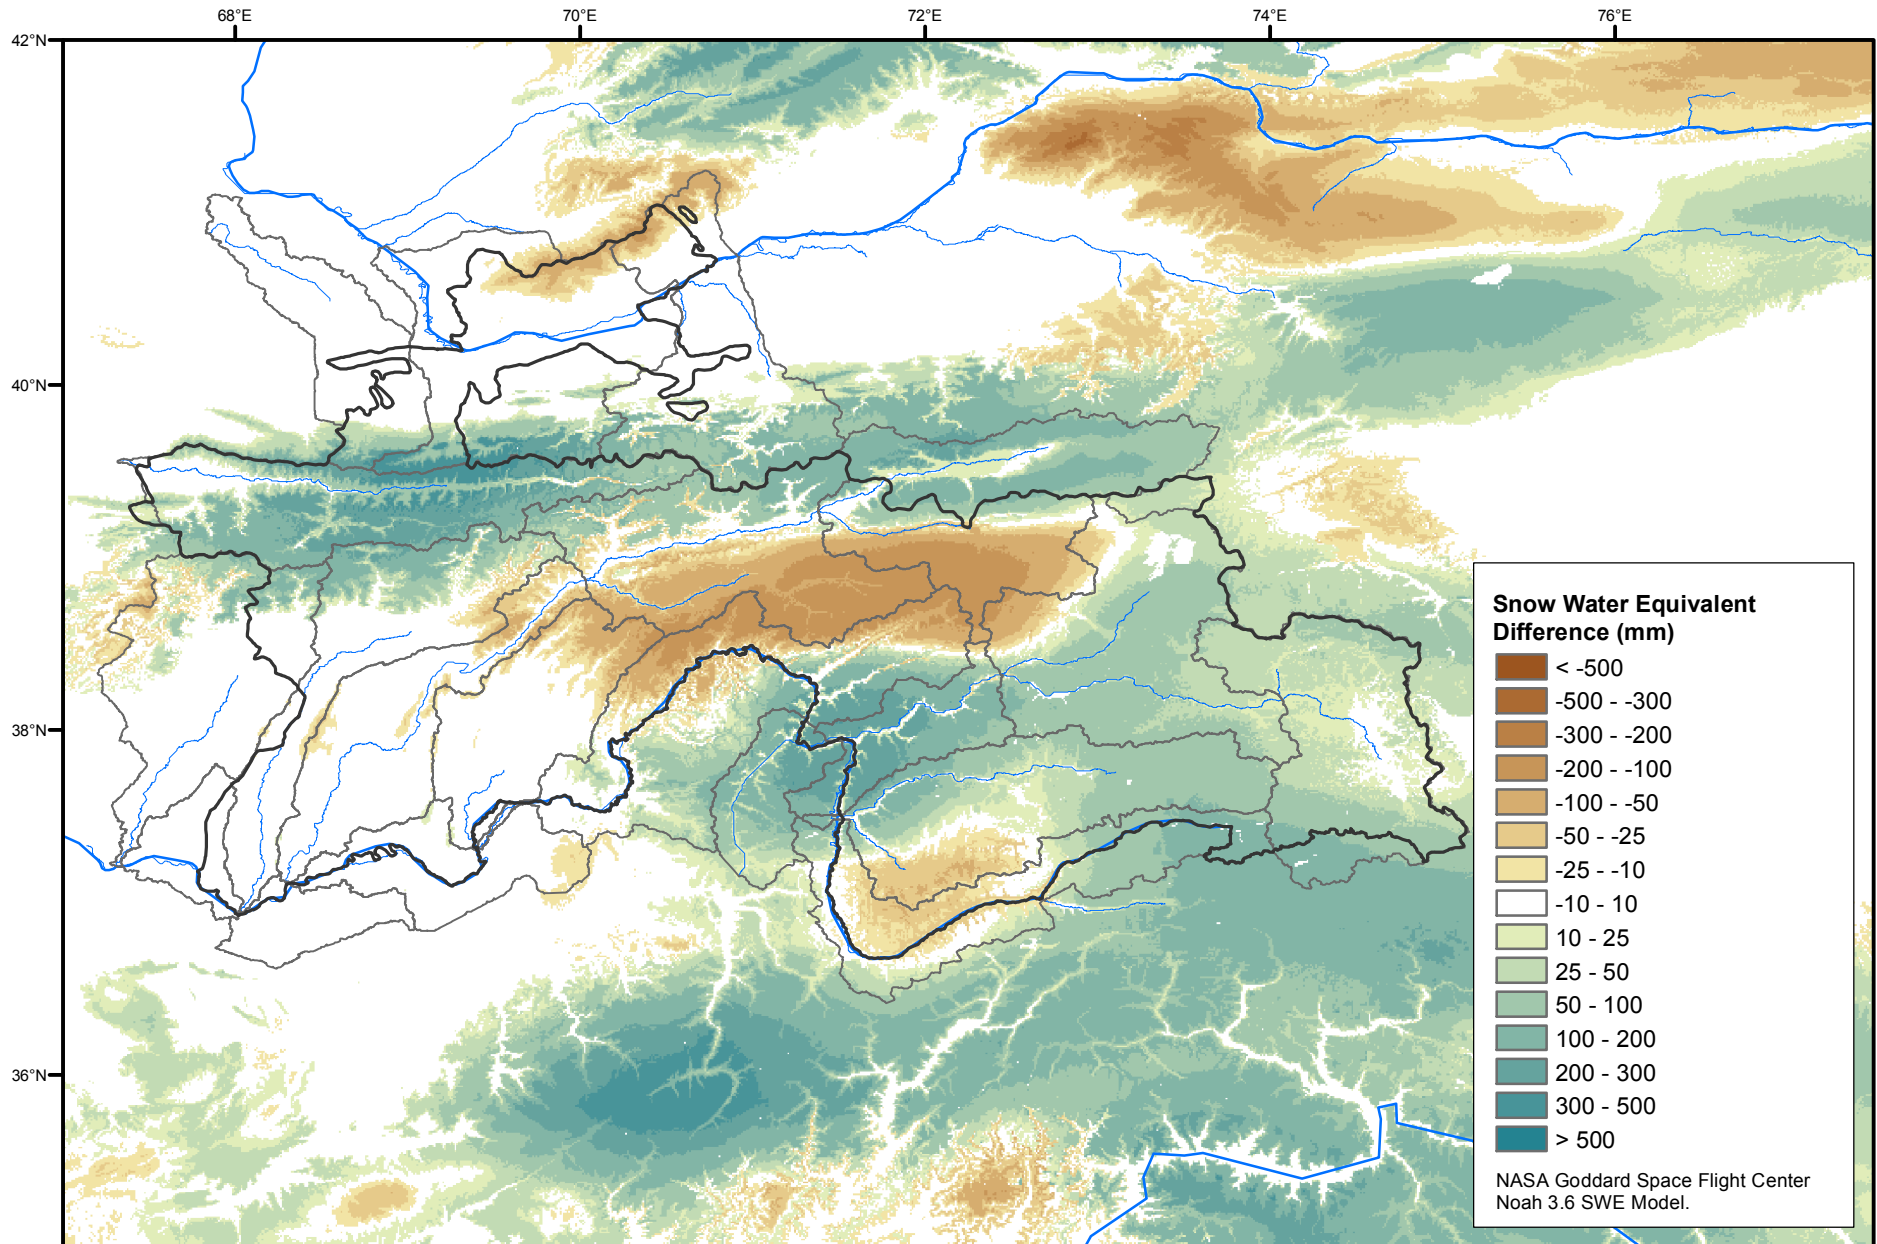 68°E 70°E 72°E 74°E 76°E
42°N
40°N
38°N
36°N
Snow Water Equivalent
Difference (mm)
< -500
-500 - -300
-300 - -200
-200 - -100
-100 - -50
-50 - -25
-25 - -10
-10 - 10
10 - 25
25 - 50
50 - 100
100 - 200
200 - 300
300 - 500
> 500
NASA Goddard Space Flight Center
Noah 3.6 SWE Model.